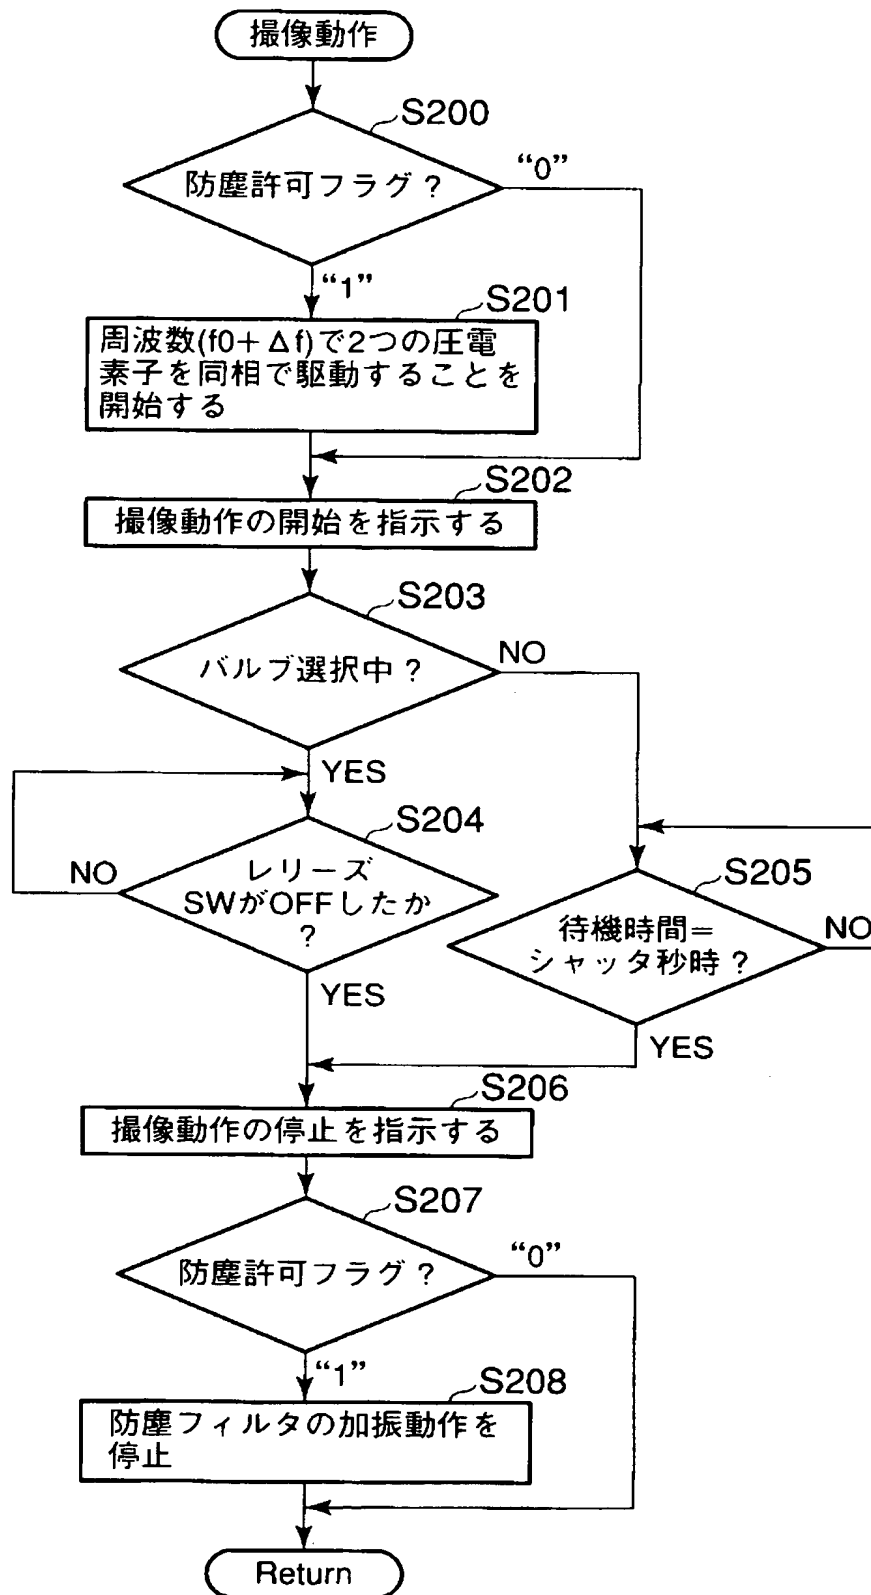 撮像動作
S200
防塵許可フラグ?
“0”
“1”
S201
周波数(f0+Δf)で2つの圧電
素子を同相で駆動することを
開始する
S202
撮像動作の開始を指示する
S203
バルブ選択中?
NO
YES
S204
レリーズ
SWがOFFしたか
?
NO
YES
S205
待機時間=
シャッタ秒時?
NO
YES
S206
撮像動作の停止を指示する
S207
防塵許可フラグ?
“0”
“1”
S208
防塵フィルタの加振動作を
停止
Return